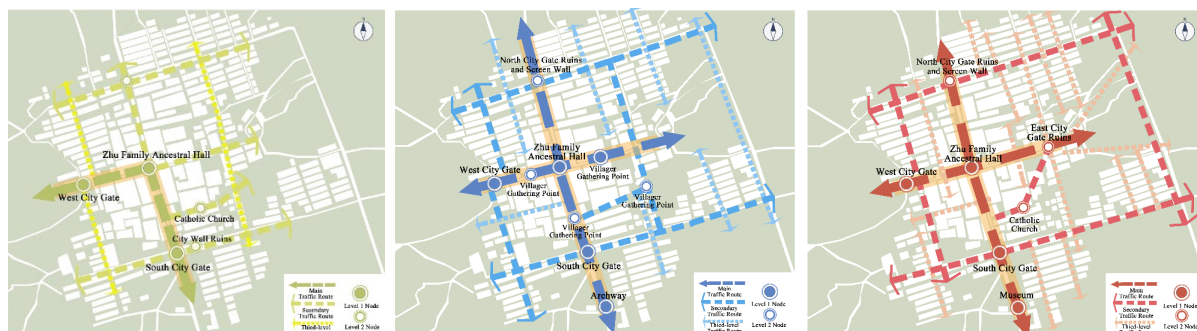 Zhu Family Ancestral Hall
West City Gate
Catholic Church
City Wall Ruins
South City Gate
Main
Traffic Route
Secondary
Traffic Route
Third-level
Level 1 Node
Level 2 Node
North City Gate Ruins
and Screen Wall
Zhu Family
Ancestral Hall
Villager
Gathering Point
West City Gate
Villager
Gathering Point
Villager
Gathering Point
Villager
Gathering Point
South City Gate
Archway
Main
Traffic Route
Secondary
Traffic Route
Third-level
Traffic Route
Level 1 Node
Level 2 Node
North City Gate Ruins
and Screen Wall
East City
Gate Ruins
Zhu Family
Ancestral Hall
West City Gate
Catholic
Church
South City Gate
Museum
Main
Traffic Route
Secondary
Traffic Route
Third-level
Traffic Route
Level 1 Node
Level 2 Node